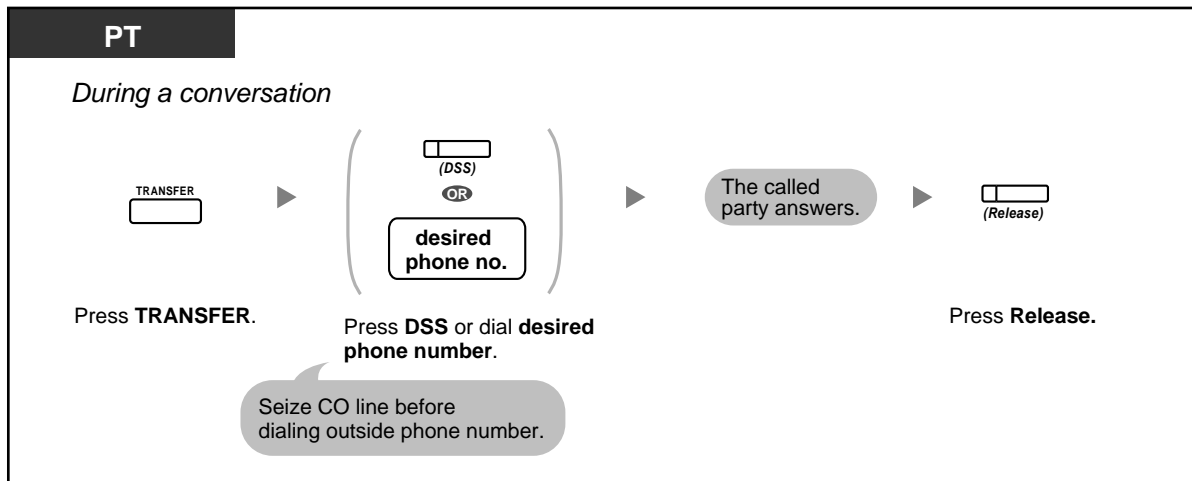 PT
During a conversation
TRANSFER
(DSS)
OR
desired
phone no.
The called
party answers.
(Release)
Press TRANSFER.
Press DSS or dial desired
phone number.
Press Release.
Seize CO line before
dialing outside phone number.